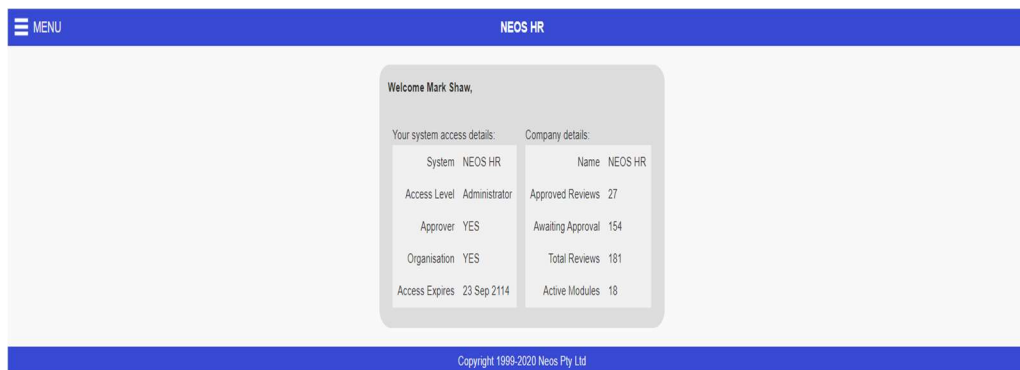 MENU
NEOS HR
Welcome Mark Shaw,
Your system access details:
System NEOS HR
Access Level Administrator
Approver YES
Organisation YES
Access Expires 23 Sep 2114
Company details:
Name NEOS HR
Approved Reviews 27
Awaiting Approval 154
Total Reviews 181
Active Modules 18
Copyright 1999-2020 Neos Pty Ltd